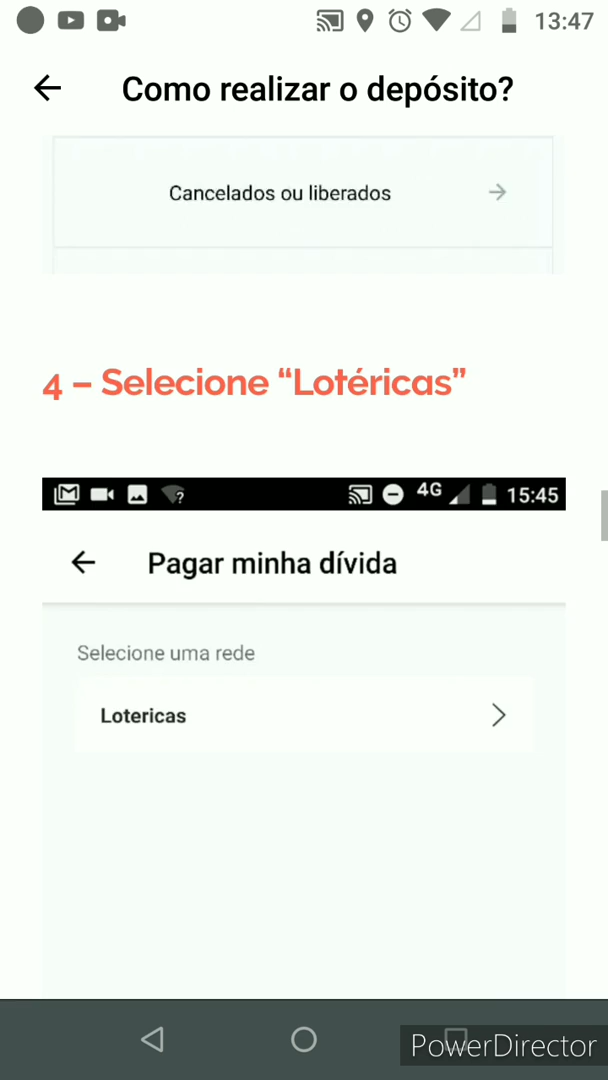 13:47
Como realizar o depósito?
Cancelados ou liberados
4 – Selecione “Lotéricas”
4G 15:45
Pagar minha dívida
Selecione uma rede
Lotericas
PowerDirector